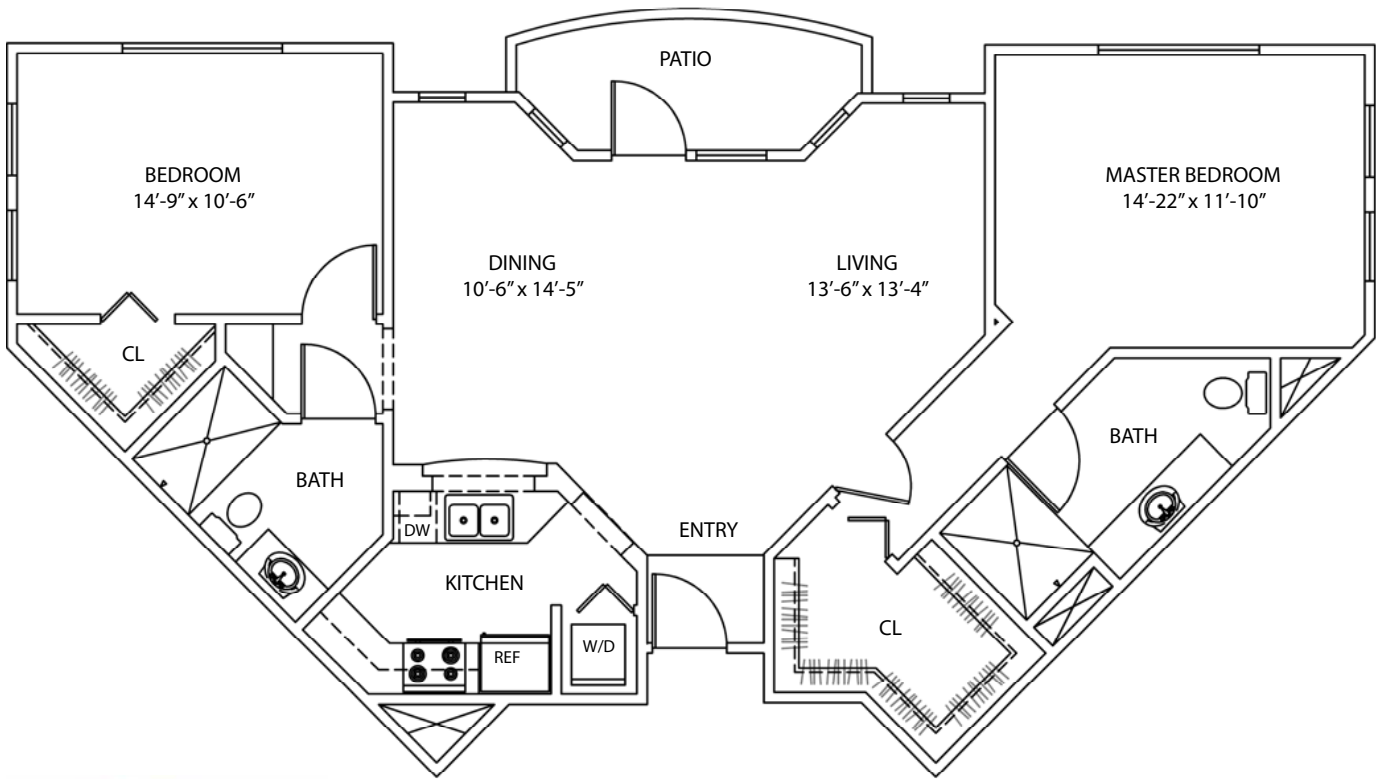 PATIO
BEDROOM
14’-9” x 10’-6”
MASTER BEDROOM
14’-22” x 11’-10”
DINING
10’-6” x 14’-5”
LIVING
13’-6” x 13’-4”
CL
BATH
BATH
DW
ENTRY
KITCHEN
CL
REF
W/D